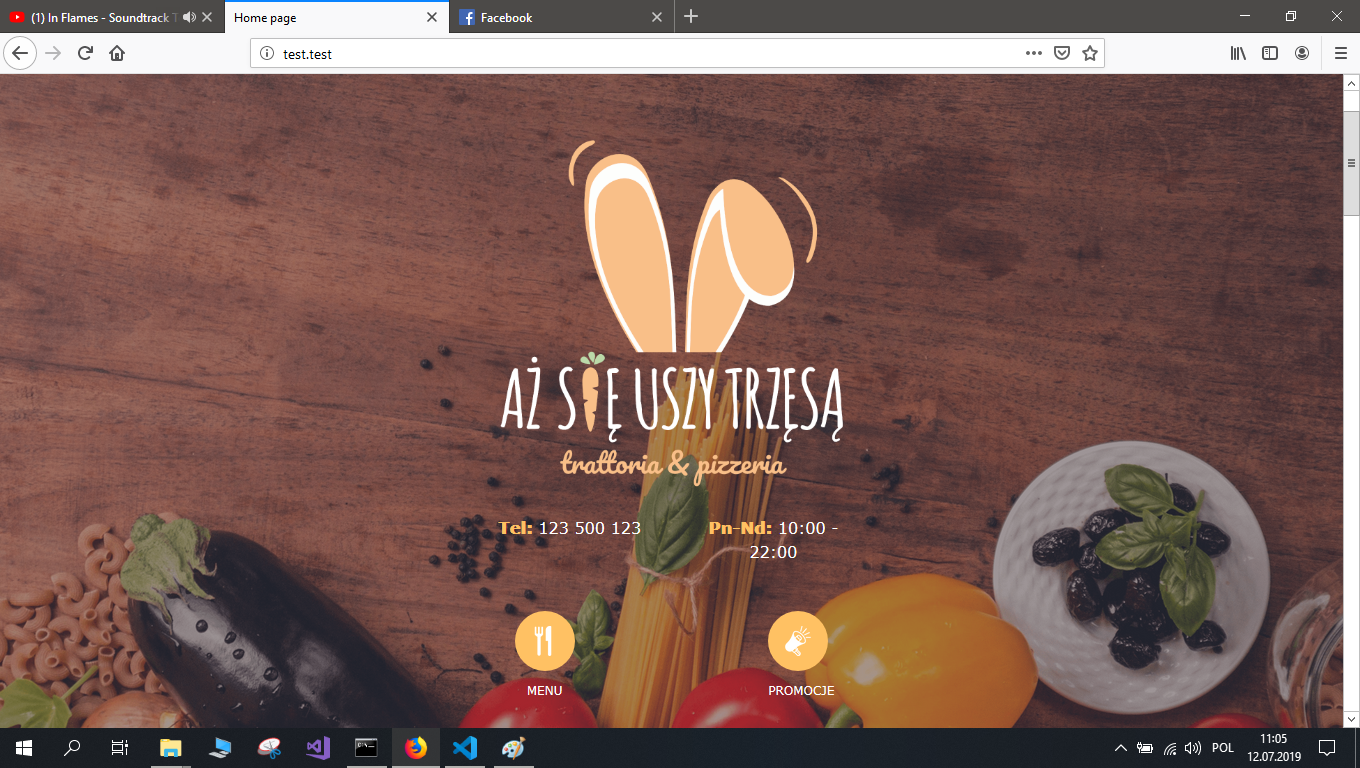 (1) In Flames - Soundtrack T
Home page
Facebook
test.test
AŻ SIĘ USZY TRZĘSĄ
trattoria & pizzeria
Tel: 123 500 123
Pn-Nd: 10:00 -
22:00
MENU
PROMOCJE
POL
11:05
12.07.2019